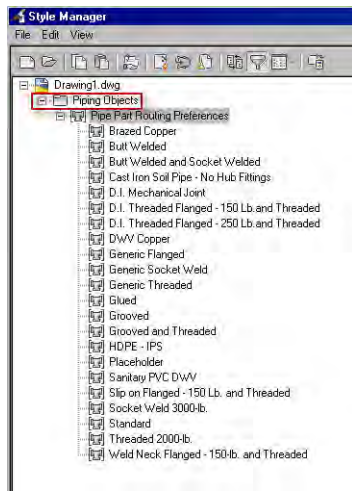 Style Manager
File Edit View
Drawing1.dwg
Piping Objects
Pipe Part Routing Preferences
Brazed Copper
Butt Welded
Butt Welded and Socket Welded
Cast Iron Soil Pipe - No Hub Fittings
D.I. Mechanical Joint
D.I. Threaded Flanged - 150 Lb.and Threaded
D.I. Threaded Flanged - 250 Lb.and Threaded
DWV Copper
Generic Flanged
Generic Socket Weld
Generic Threaded
Glued
Grooved
Grooved and Threaded
HDPE - IPS
Placeholder
Sanitary PVC DWV
Slip on Flanged - 150 Lb. and Threaded
Socket Weld 3000-lb.
Standard
Threaded 2000-lb.
Weld Neck Flanged - 150-lb. and Threaded